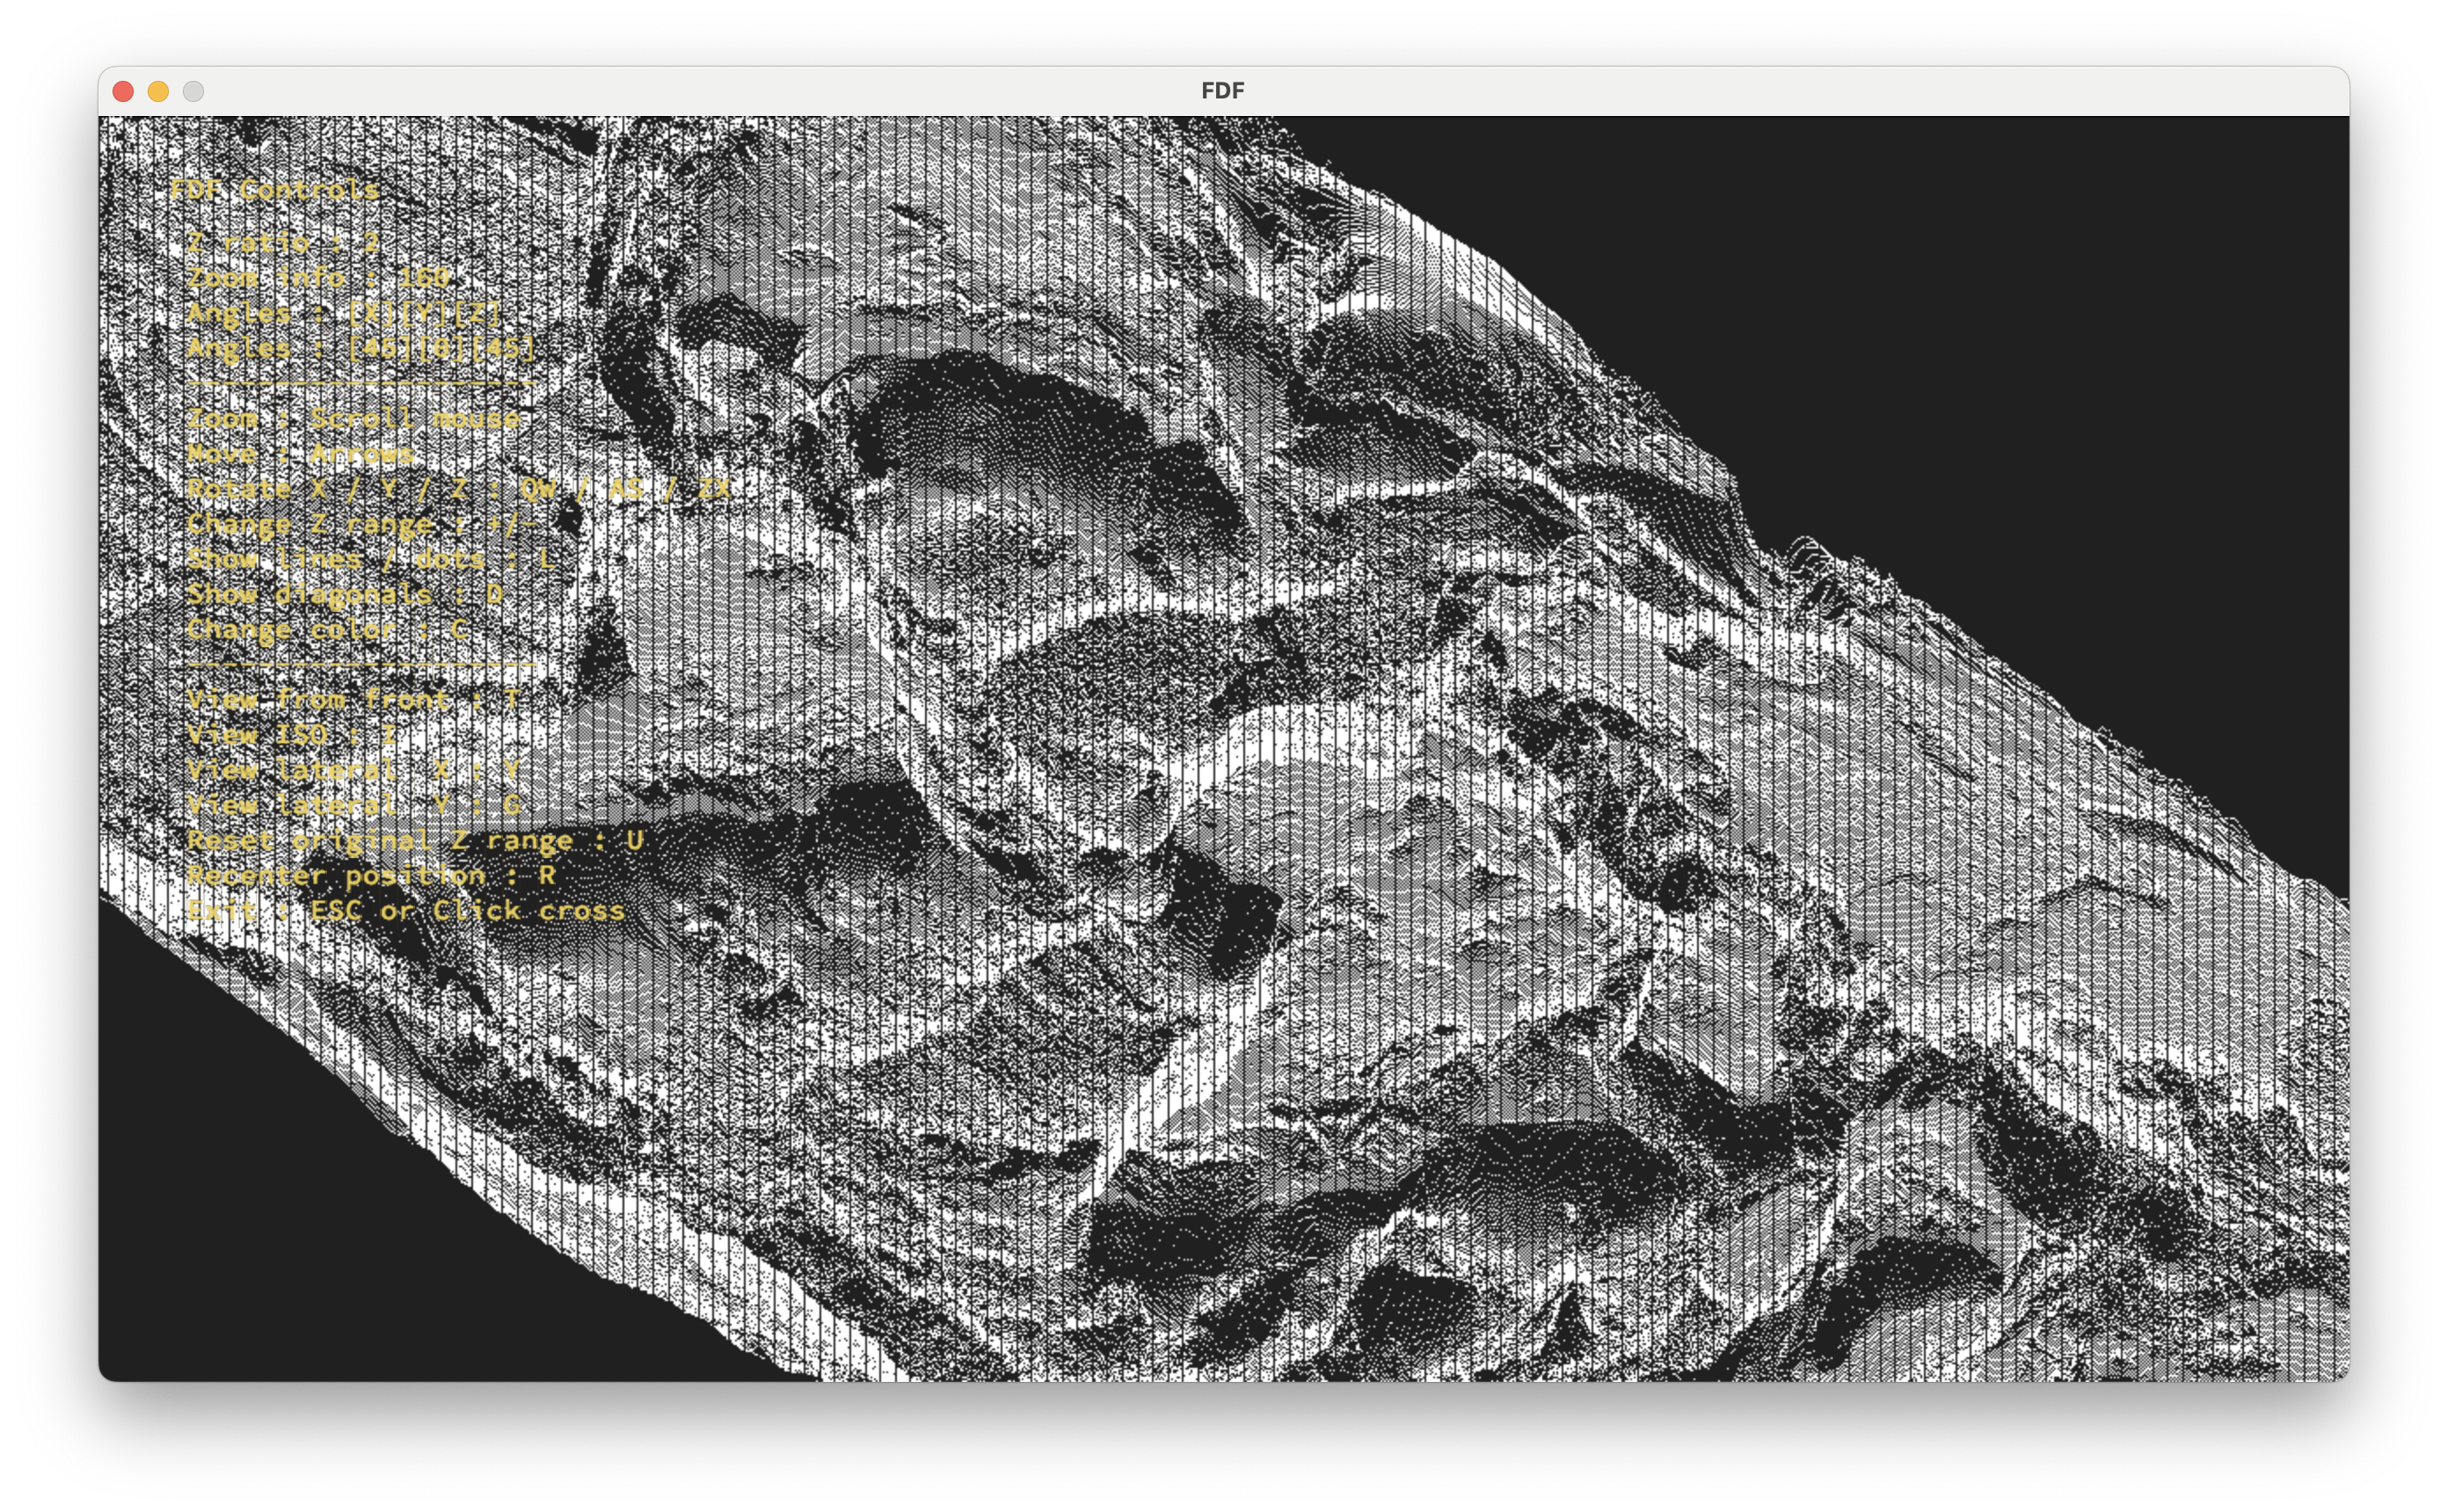 FDF
FDF Controls
Z ratio : 2
Zoom info : 160
Angles : [X][Y][Z]
Angles : [45][0][45]
--------------------
Zoom : Scroll mouse
Move : Arrows
Rotate X / Y / Z : QW / AS / ZX
Change Z range : +/-
Show lines / dots : L
Show diagonals : D
Change color : C
--------------------
View from front : T
View ISO : I
View lateral  X : Y
View lateral  Y : G
Reset original Z range : U
Recenter position : R
Exit : ESC or Click cross